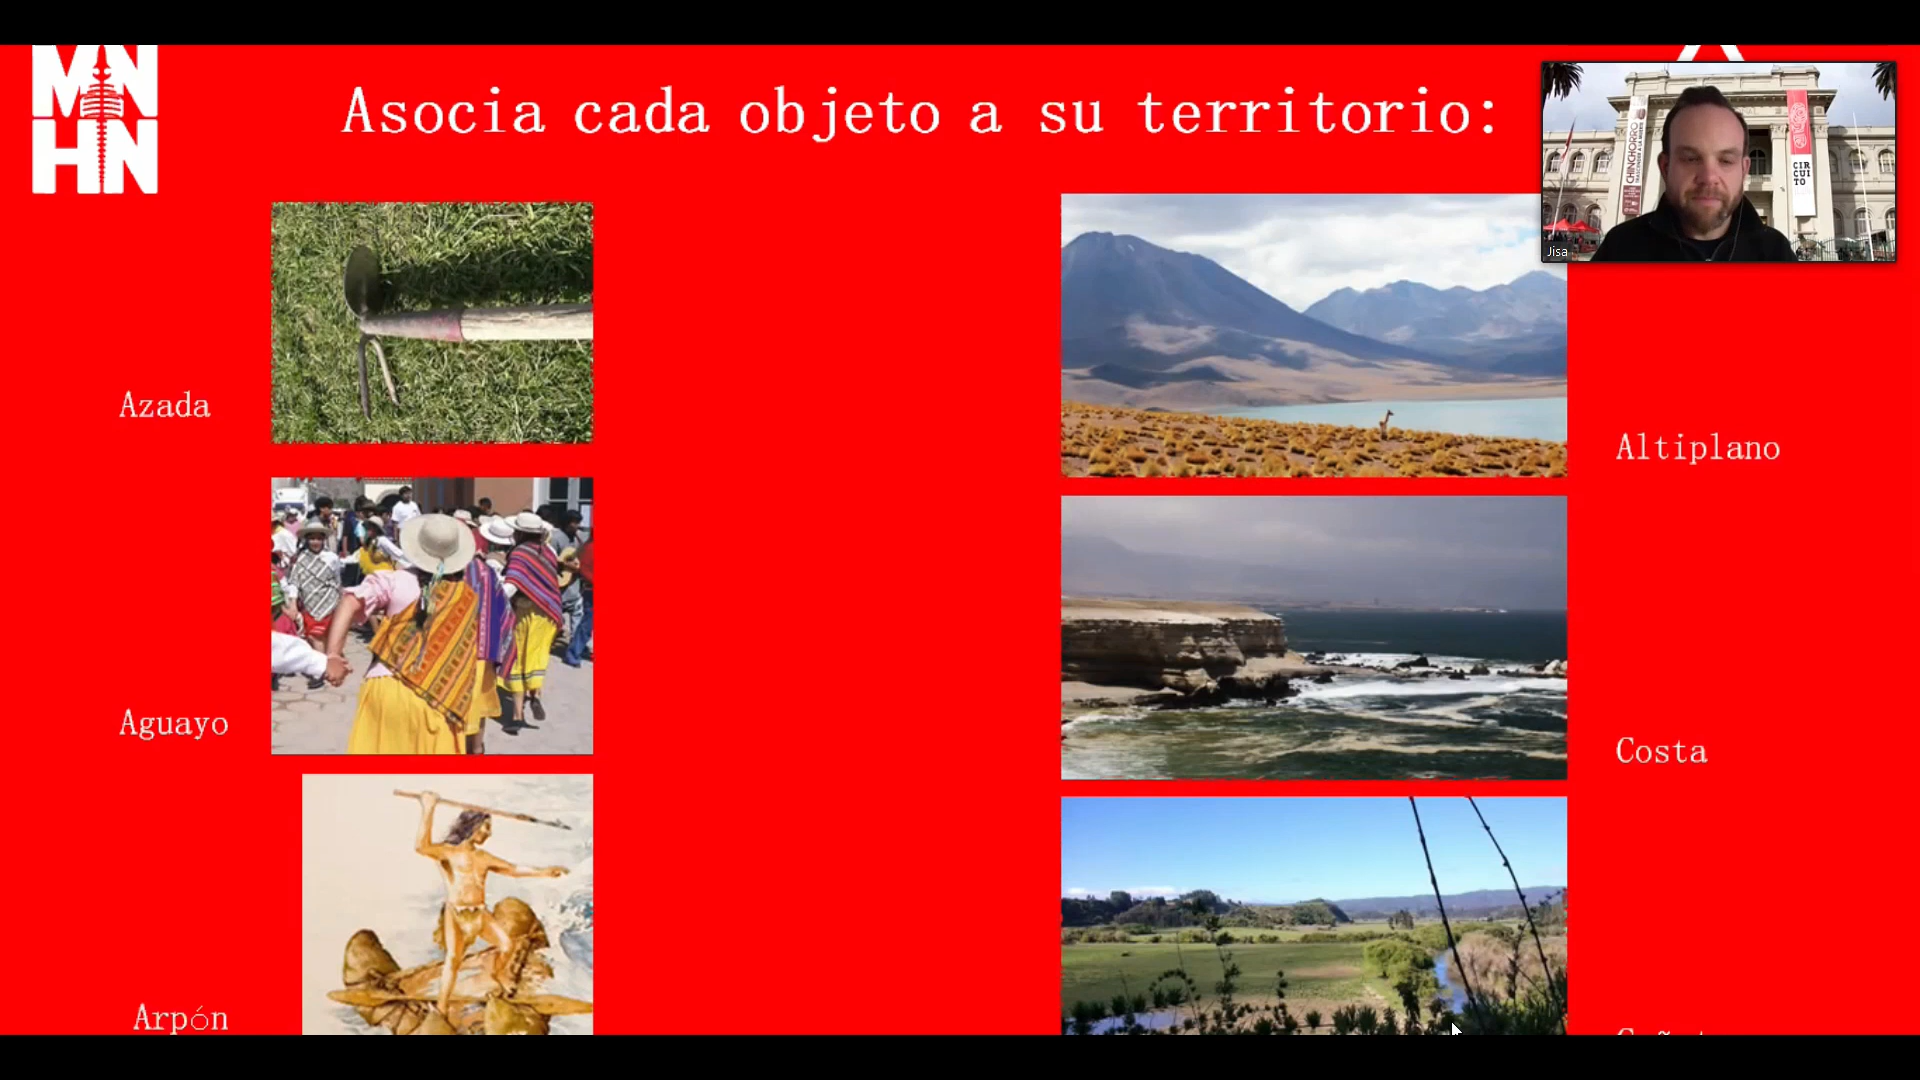 MN
HN
Asocia cada objeto a su territorio:
CHINCHORRO
CIR
CUI
TO
Jisa
Azada
Altiplano
Aguayo
Costa
Arpón